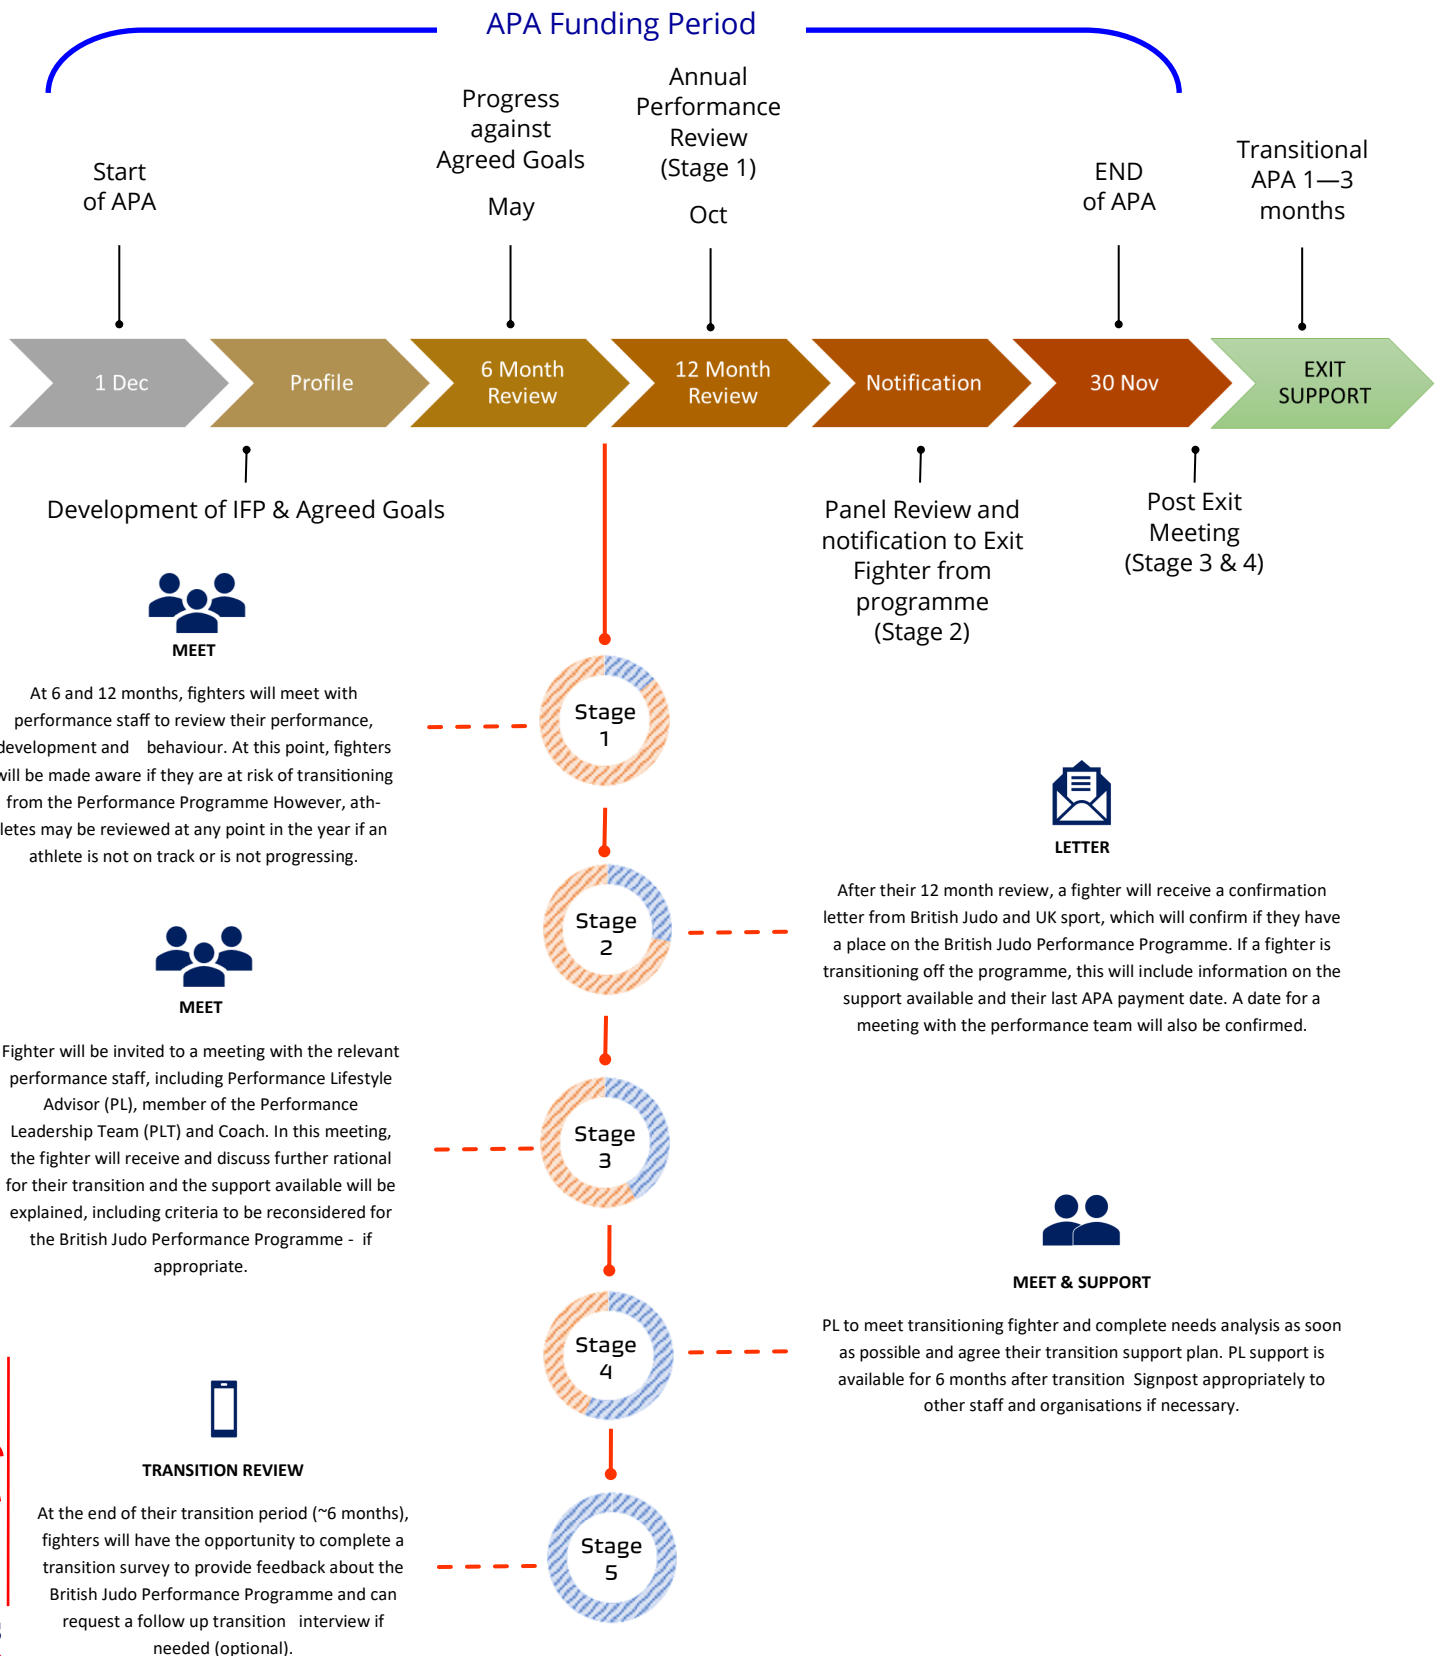 APA Funding Period
Start
of APA
Progress
against
Agreed Goals
May
Annual
Performance
Review
(Stage 1)
Oct
END
of APA
Transitional
APA 1—3
months
1 Dec
Profile
6 Month
Review
12 Month
Review
Notification
30 Nov
EXIT
SUPPORT
Development of IFP & Agreed Goals
Panel Review and
notification to Exit
Fighter from
programme
(Stage 2)
Post Exit
Meeting
(Stage 3 & 4)
MEET
At 6 and 12 months, fighters will meet with
performance staff to review their performance,
development and behaviour. At this point, fighters
will be made aware if they are at risk of transitioning
from the Performance Programme However, ath-
letes may be reviewed at any point in the year if an
athlete is not on track or is not progressing.
Stage
1
LETTER
After their 12 month review, a fighter will receive a confirmation
letter from British Judo and UK sport, which will confirm if they have
a place on the British Judo Performance Programme. If a fighter is
transitioning off the programme, this will include information on the
support available and their last APA payment date. A date for a
meeting with the performance team will also be confirmed.
Stage
2
MEET
Fighter will be invited to a meeting with the relevant
performance staff, including Performance Lifestyle
Advisor (PL), member of the Performance
Leadership Team (PLT) and Coach. In this meeting,
the fighter will receive and discuss further rational
for their transition and the support available will be
explained, including criteria to be reconsidered for
the British Judo Performance Programme - if
appropriate.
Stage
3
MEET & SUPPORT
PL to meet transitioning fighter and complete needs analysis as soon
as possible and agree their transition support plan. PL support is
available for 6 months after transition Signpost appropriately to
other staff and organisations if necessary.
Stage
4
TRANSITION REVIEW
At the end of their transition period (~6 months),
fighters will have the opportunity to complete a
transition survey to provide feedback about the
British Judo Performance Programme and can
request a follow up transition interview if
needed (optional).
Stage
5